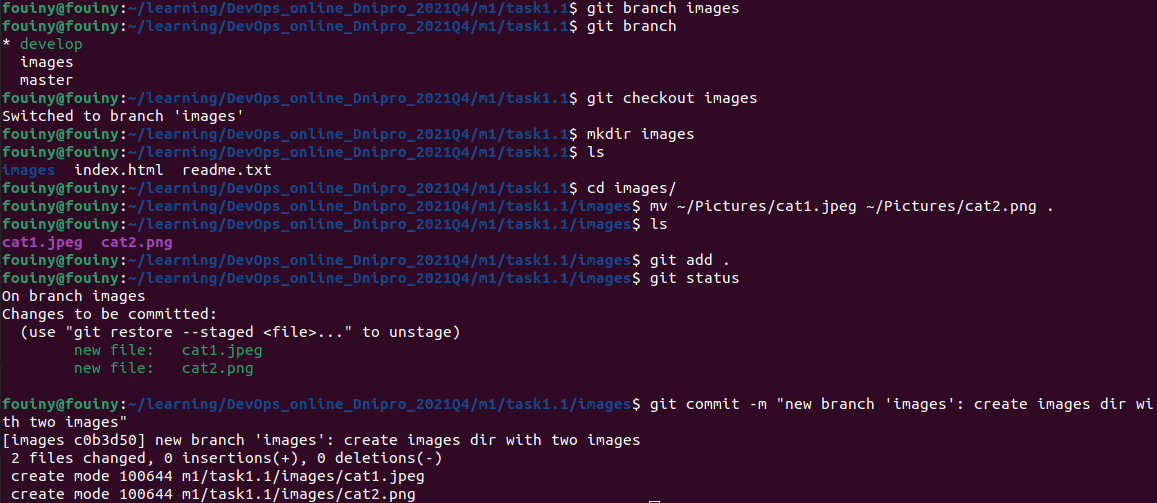 fouiny@fouiny:~/learning/DevOps_online_Dnipro_2021Q4/m1/task1.1$ git branch images
fouiny@fouiny:~/learning/DevOps_online_Dnipro_2021Q4/m1/task1.1$ git branch
* develop
  images
  master
fouiny@fouiny:~/learning/DevOps_online_Dnipro_2021Q4/m1/task1.1$ git checkout images
Switched to branch 'images'
fouiny@fouiny:~/learning/DevOps_online_Dnipro_2021Q4/m1/task1.1$ mkdir images
fouiny@fouiny:~/learning/DevOps_online_Dnipro_2021Q4/m1/task1.1$ ls
images  index.html  readme.txt
fouiny@fouiny:~/learning/DevOps_online_Dnipro_2021Q4/m1/task1.1$ cd images/
fouiny@fouiny:~/learning/DevOps_online_Dnipro_2021Q4/m1/task1.1/images$ mv ~/Pictures/cat1.jpeg ~/Pictures/cat2.png .
fouiny@fouiny:~/learning/DevOps_online_Dnipro_2021Q4/m1/task1.1/images$ ls
cat1.jpeg  cat2.png
fouiny@fouiny:~/learning/DevOps_online_Dnipro_2021Q4/m1/task1.1/images$ git add .
fouiny@fouiny:~/learning/DevOps_online_Dnipro_2021Q4/m1/task1.1/images$ git status
On branch images
Changes to be committed:
  (use "git restore --staged <file>..." to unstage)
        new file:   cat1.jpeg
        new file:   cat2.png

fouiny@fouiny:~/learning/DevOps_online_Dnipro_2021Q4/m1/task1.1/images$ git commit -m "new branch 'images': create images dir wi
th two images"
[images c0b3d50] new branch 'images': create images dir with two images
 2 files changed, 0 insertions(+), 0 deletions(-)
 create mode 100644 m1/task1.1/images/cat1.jpeg
 create mode 100644 m1/task1.1/images/cat2.png